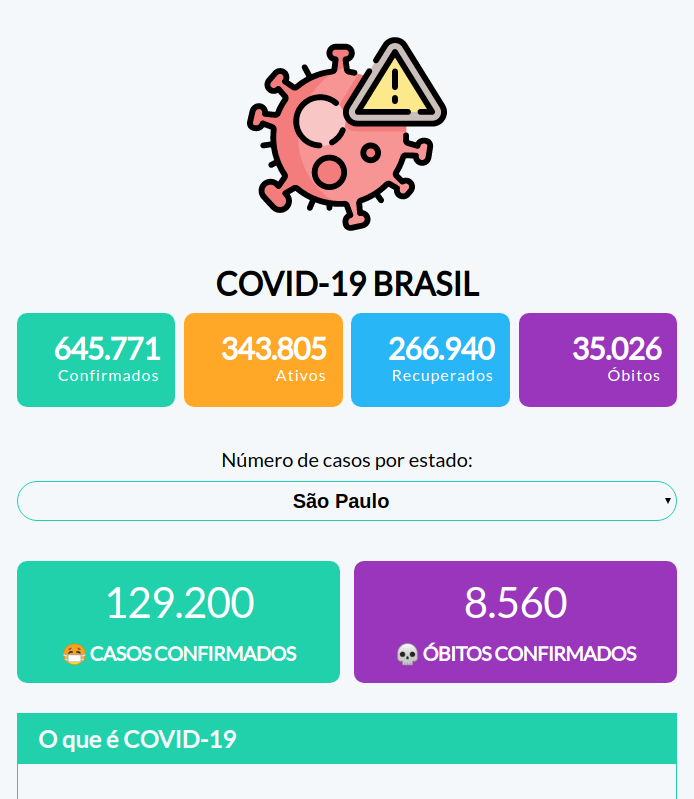 COVID-19 BRASIL
645.771
Confirmados
343.805
Ativos
266.940
Recuperados
35.026
Óbitos
Número de casos por estado:
São Paulo
129.200
CASOS CONFIRMADOS
8.560
ÓBITOS CONFIRMADOS
O que é COVID-19